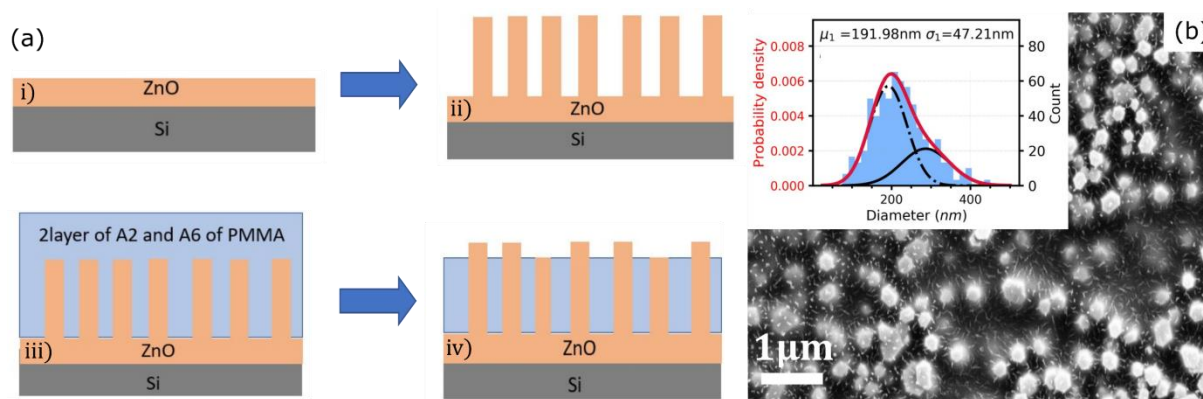 (a)
i)
ZnO
Si
ii)
ZnO
Si
2layer of A2 and A6 of PMMA
iii)
ZnO
Si
iv)
ZnO
Si
(b)
μ₁ =191.98nm σ₁=47.21nm
Probability density
0.008
0.006
0.004
0.002
0.000
80
60
40
20
0
Count
200
400
Diameter (nm)
1μm